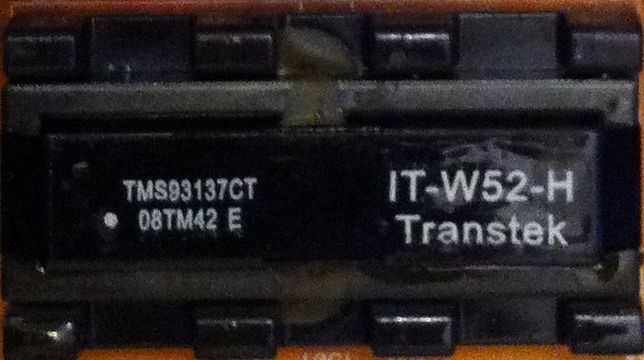 TMS93137CT
08TM42 E
IT-W52-H
Transtek